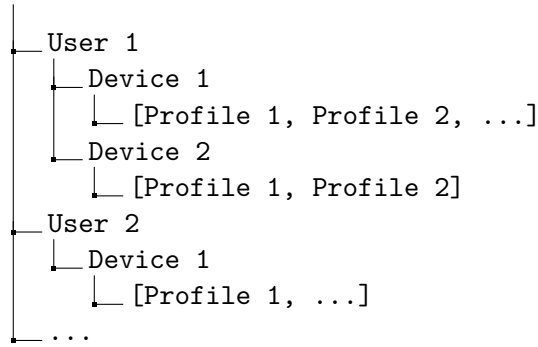 User 1
Device 1
[Profile 1, Profile 2, ...]
Device 2
[Profile 1, Profile 2]
User 2
Device 1
[Profile 1, ...]
...